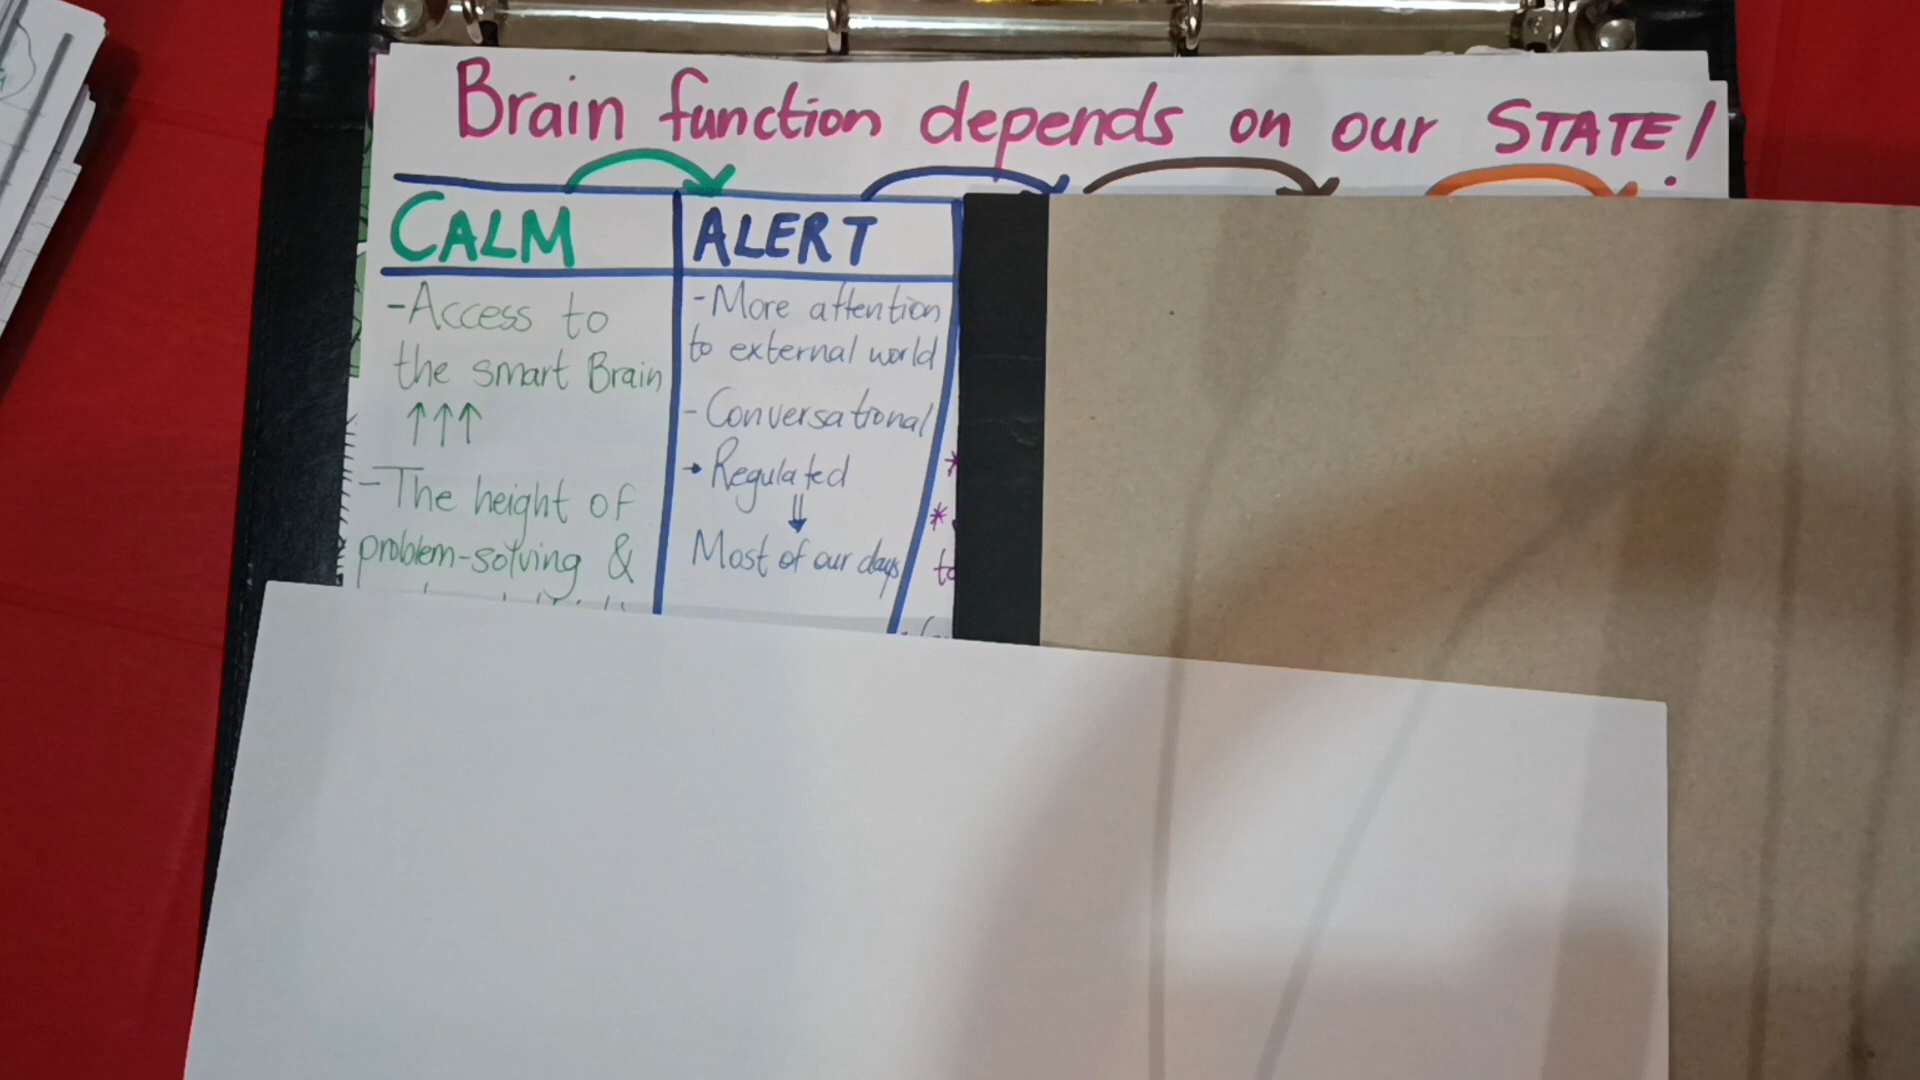 Brain function depends on our STATE!
CALM
- Access to
the smart Brain
↑↑↑
- The height of
problem-solving &
ALERT
- More attention
to external world
- Conversational
→ Regulated
⇓
Most of our days
*
*
to